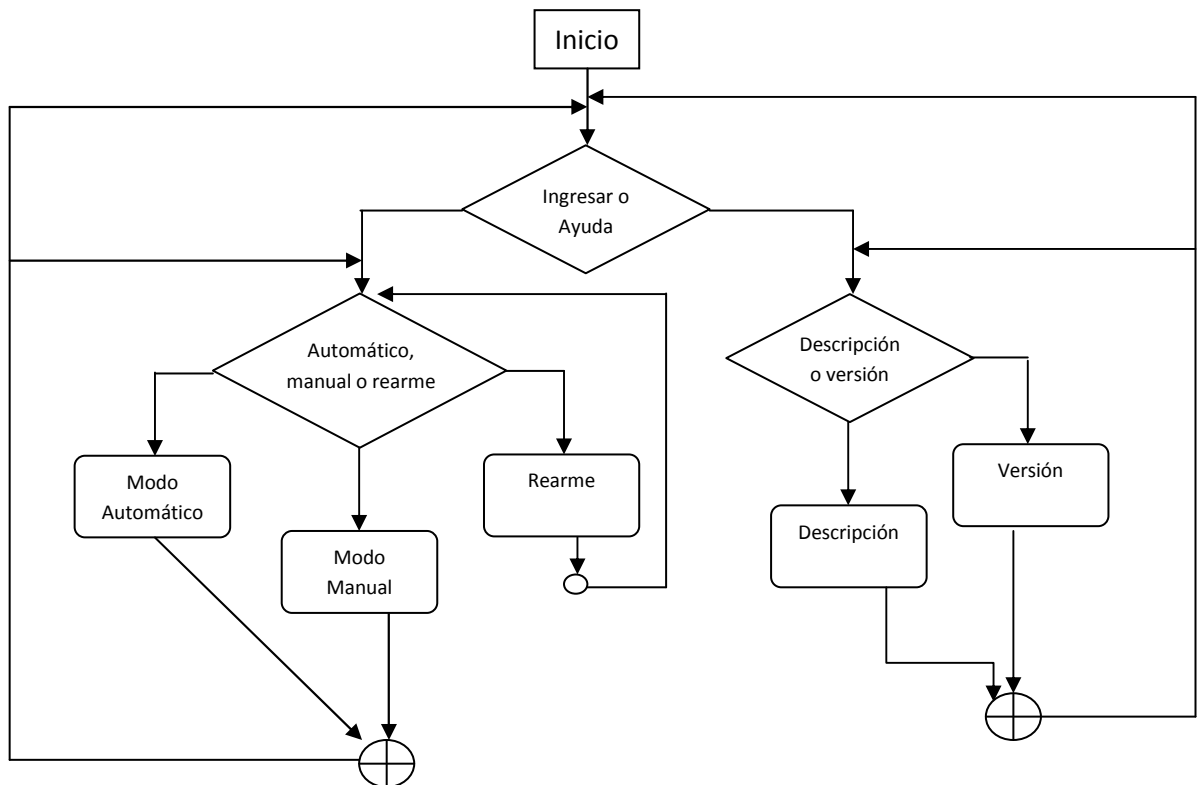 Inicio
Ingresar o
Ayuda
Automático,
manual o rearme
Descripción
o versión
Modo
Automático
Modo
Manual
Rearme
Descripción
Versión